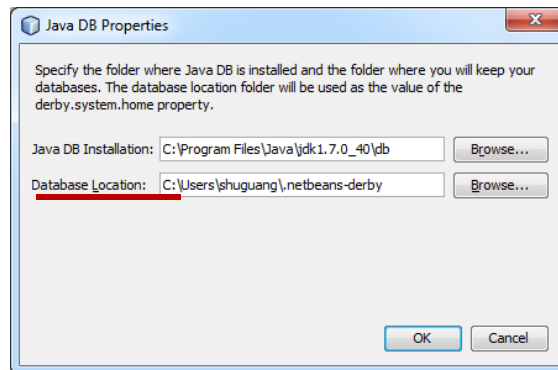 Java DB Properties
Specify the folder where Java DB is installed and the folder where you will keep your
databases. The database location folder will be used as the value of the
derby.system.home property.
Java DB Installation: C:\Program Files\Java\jdk1.7.0_40\db Browse...
Database Location: C:\Users\shuguang\.netbeans-derby Browse...
OK Cancel